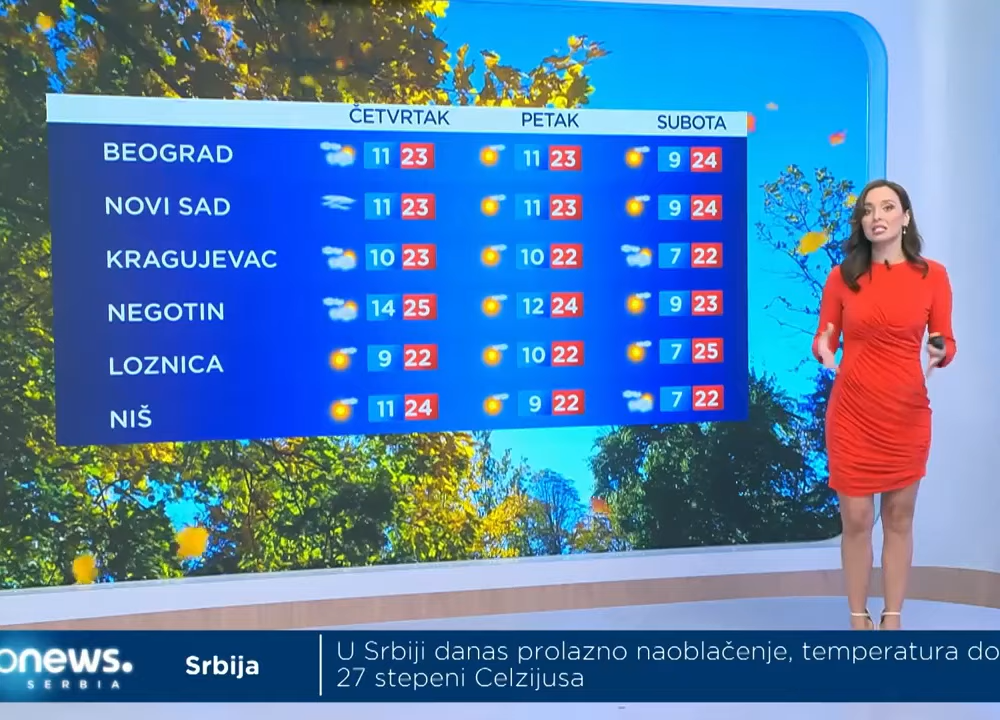 ČETVRTAK PETAK SUBOTA
BEOGRAD 11 23 11 23 9 24
NOVI SAD 11 23 11 23 9 24
KRAGUJEVAC 10 23 10 22 7 22
NEGOTIN 14 25 12 24 9 23
LOZNICA 9 22 10 22 7 25
NIŠ 11 24 9 22 7 22
onews.
SERBIA
Srbija
U Srbiji danas prolazno naoblačenje, temperatura do
27 stepeni Celzijusa